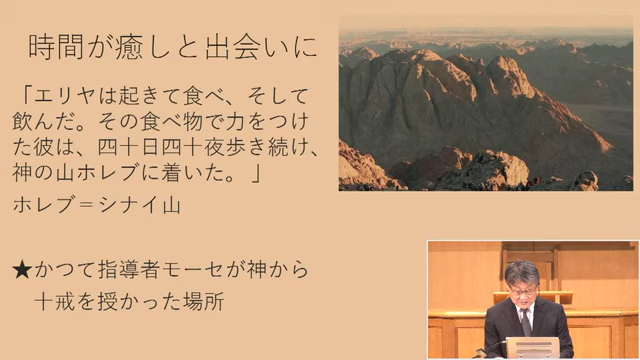 時間が癒しと出会いに
「エリヤは起きて食べ、そして
飲んだ。その食べ物で力をつけ
た彼は、四十日四十夜歩き続け、
神の山ホレブに着いた。」
ホレブ＝シナイ山
★かつて指導者モーセが神から
十戒を授かった場所